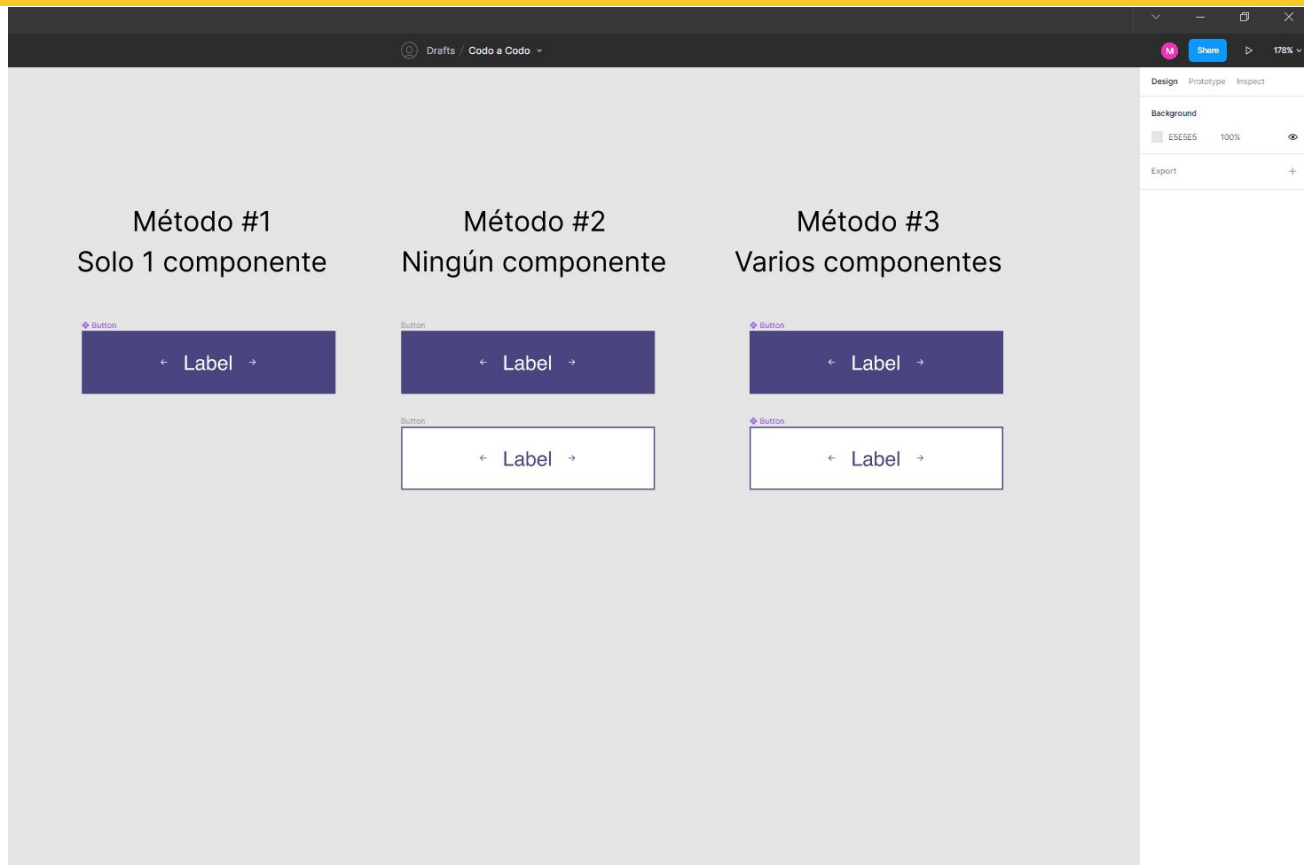 Drafts / Codo a Codo
M
Share
178%
Design Prototype Inspect
Background
E5E5E5 100%
Export
Método #1
Solo 1 componente
Método #2
Ningún componente
Método #3
Varios componentes
Button
← Label →
Button
← Label →
Button
← Label →
Button
← Label →
Button
← Label →